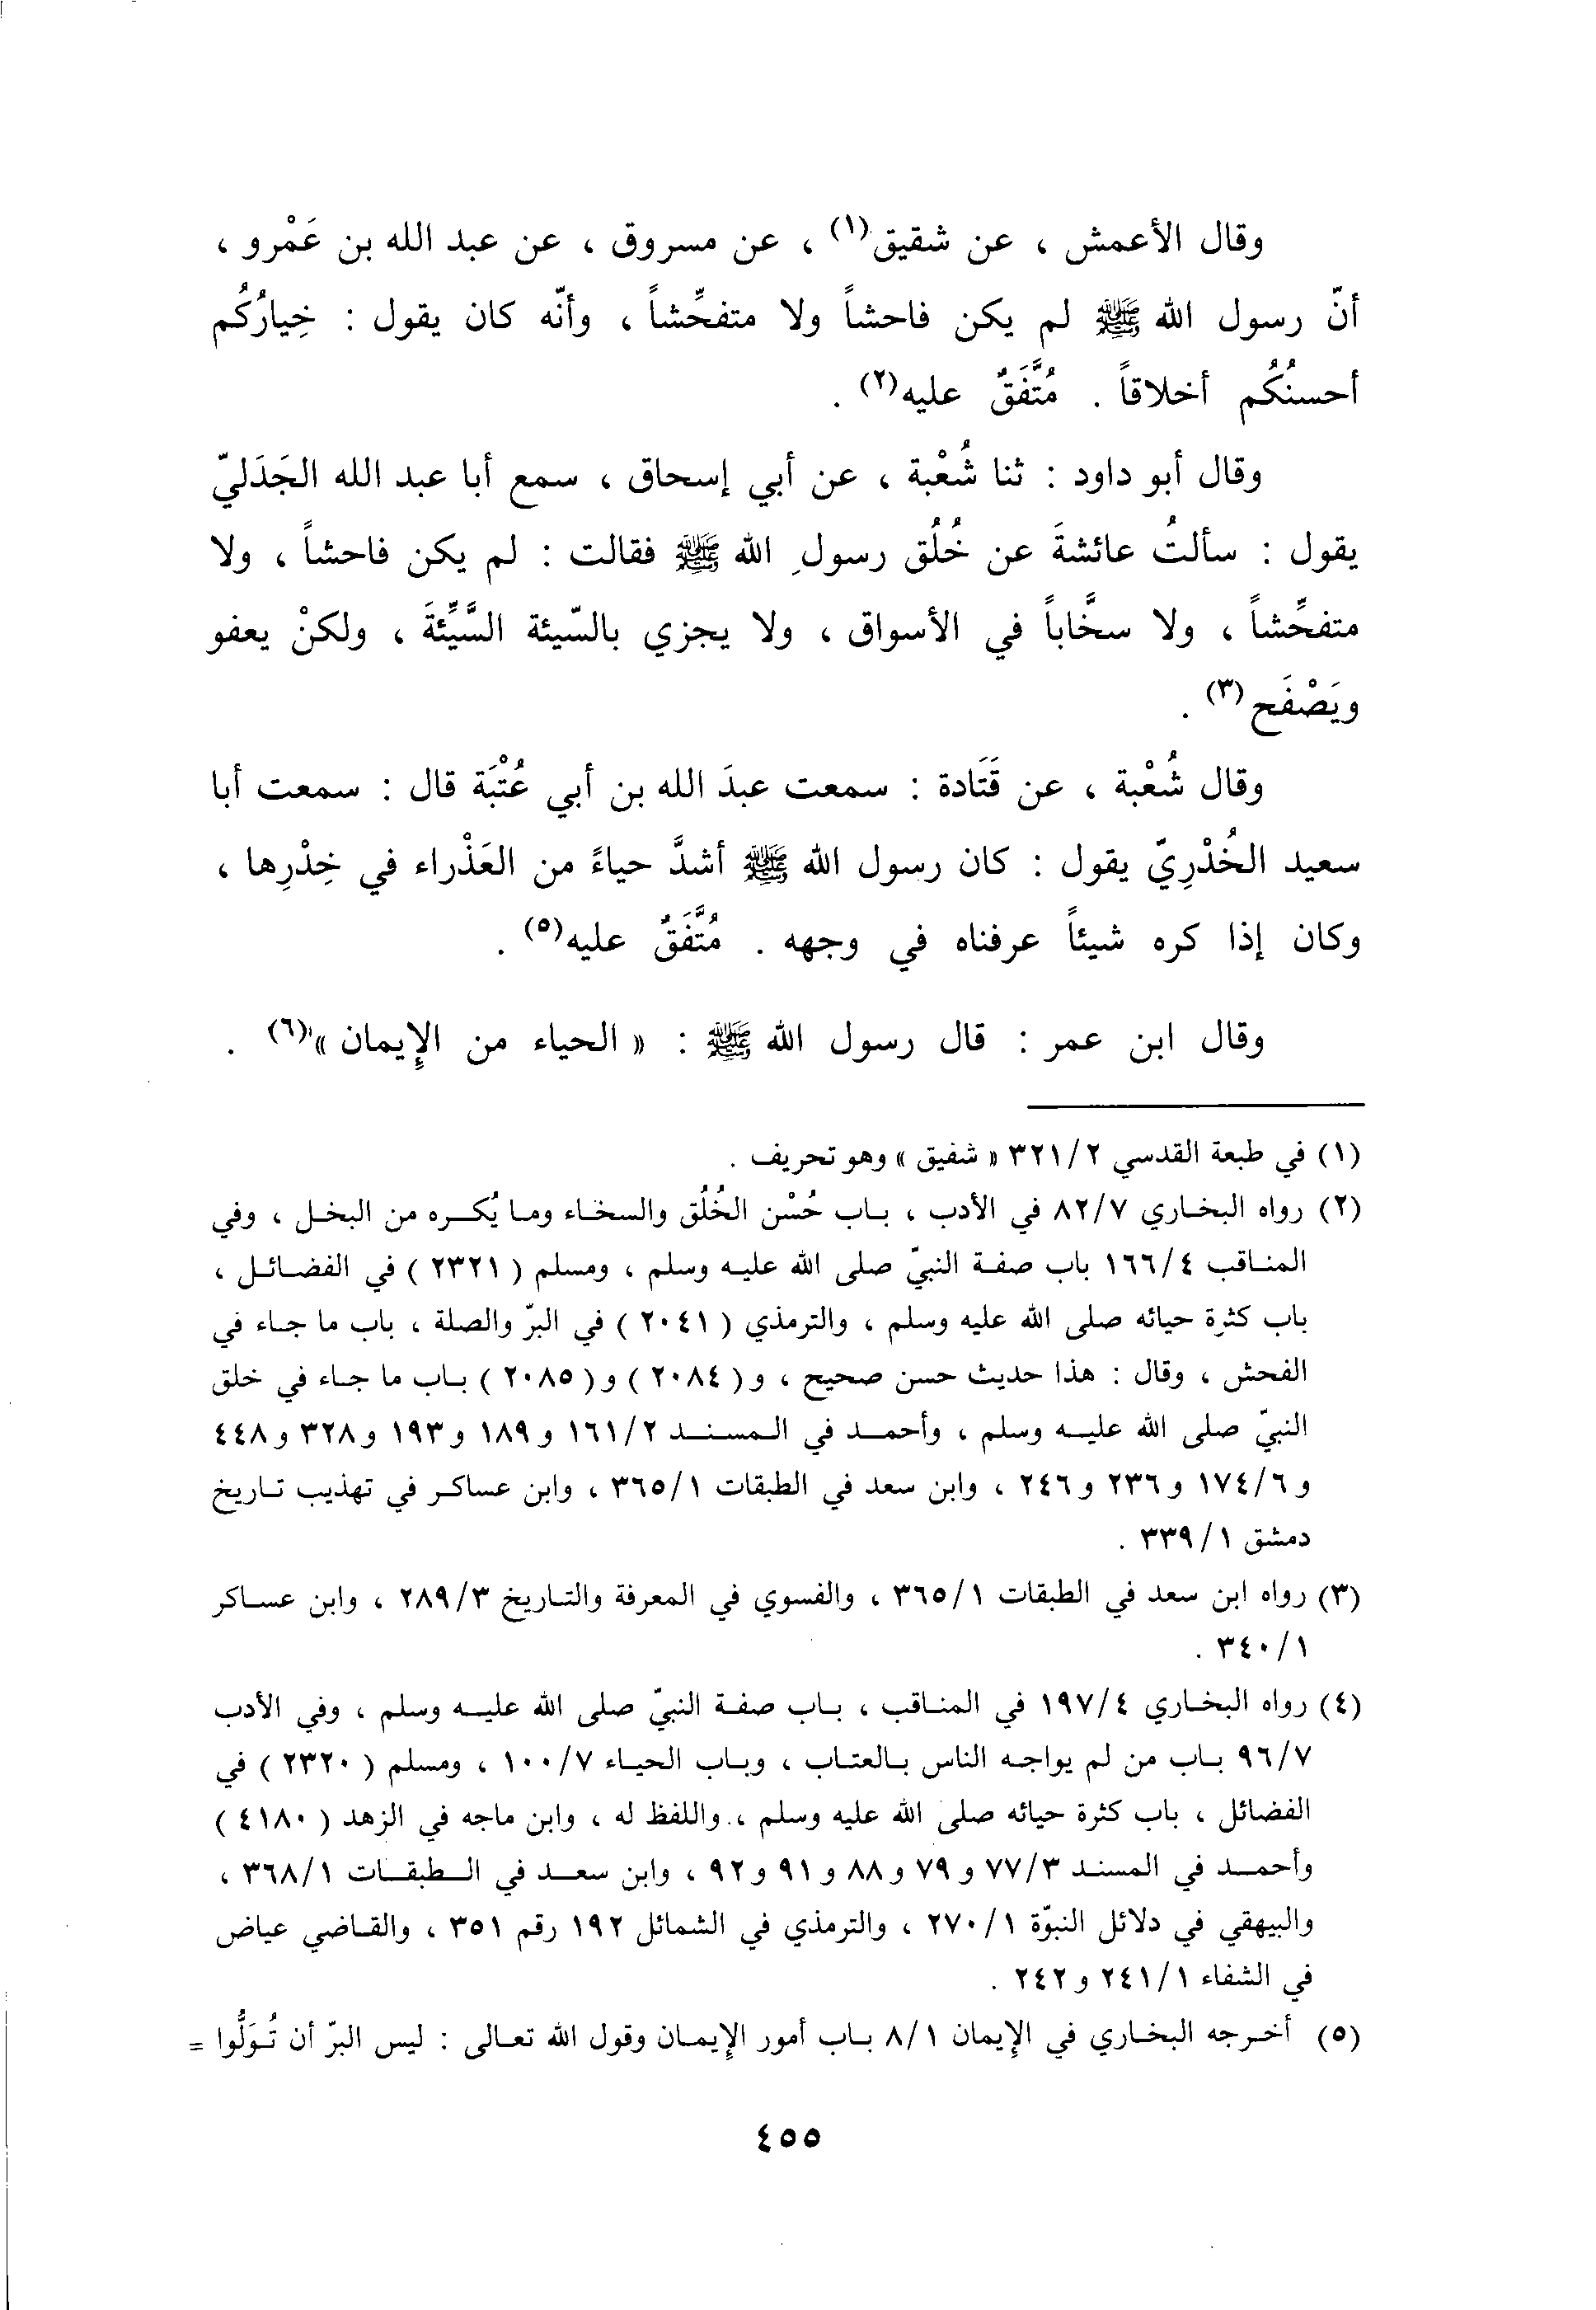 وقال الأعمش ، عن شقيق(١) ، عن مسروق ، عن عبد الله بن عَمْرو ،
أنّ رسول الله ﷺ لم يكن فاحشاً ولا متفحِّشاً ، وأنّه كان يقول : خِيارُكُم
أحسنُكُم أخلاقاً . مُتَّفَقٌ عليه(٢) .
وقال أبو داود : ثنا شُعْبة ، عن أبي إسحاق ، سمع أبا عبد الله الجَدَليّ
يقول : سألتُ عائشةَ عن خُلُق رسولِ الله ﷺ فقالت : لم يكن فاحشاً ، ولا
متفحِّشاً ، ولا سخَّاباً في الأسواق ، ولا يجزي بالسّيئة السَّيِّئةَ ، ولكنْ يعفو
ويَصْفَح(٣) .
وقال شُعْبة ، عن قَتَادة : سمعت عبدَ الله بن أبي عُتْبَة قال : سمعت أبا
سعيد الخُدْرِيّ يقول : كان رسول الله ﷺ أشدَّ حياءً من العَذْراء في خِدْرِها ،
وكان إذا كره شيئاً عرفناه في وجهه . مُتَّفَقٌ عليه(٥) .
وقال ابن عمر : قال رسول الله ﷺ : « الحياء من الإيمان »(٦) .
(١) في طبعة القدسي ٣٢١/٢ « شفيق » وهو تحريف .
(٢) رواه البخاري ٨٢/٧ في الأدب ، باب حُسْن الخُلُق والسخاء وما يُكره من البخل ، وفي
المناقب ١٦٦/٤ باب صفة النبيّ صلى الله عليه وسلم ، ومسلم ( ٢٣٢١ ) في الفضائل ،
باب كثرة حيائه صلى الله عليه وسلم ، والترمذي ( ٢٠٤١ ) في البرّ والصلة ، باب ما جاء في
الفحش ، وقال : هذا حديث حسن صحيح ، و( ٢٠٨٤ ) و( ٢٠٨٥ ) باب ما جاء في خلق
النبيّ صلى الله عليه وسلم ، وأحمد في المسند ١٦١/٢ و١٨٩ و١٩٣ و٣٢٨ و٤٤٨
و١٧٤/٦ و٢٣٦ و٢٤٦ ، وابن سعد في الطبقات ٣٦٥/١ ، وابن عساكر في تهذيب تاريخ
دمشق ٣٣٩/١ .
(٣) رواه ابن سعد في الطبقات ٣٦٥/١ ، والفسوي في المعرفة والتاريخ ٢٨٩/٣ ، وابن عساكر
٣٤٠/١ .
(٤) رواه البخاري ١٩٧/٤ في المناقب ، باب صفة النبيّ صلى الله عليه وسلم ، وفي الأدب
٩٦/٧ باب من لم يواجه الناس بالعتاب ، وباب الحياء ١٠٠/٧ ، ومسلم ( ٢٣٢٠ ) في
الفضائل ، باب كثرة حيائه صلى الله عليه وسلم ، واللفظ له ، وابن ماجه في الزهد ( ٤١٨٠ )
وأحمد في المسند ٧٧/٣ و٧٩ و٨٨ و٩١ و٩٢ ، وابن سعد في الطبقات ٣٦٨/١ ،
والبيهقي في دلائل النبوّة ٢٧٠/١ ، والترمذي في الشمائل ١٩٢ رقم ٣٥١ ، والقاضي عياض
في الشفاء ٢٤١/١ و٢٤٢ .
(٥) أخرجه البخاري في الإيمان ٨/١ باب أمور الإيمان وقول الله تعالى : ليس البرّ أن تُوَلُّوا =
٤٥٥